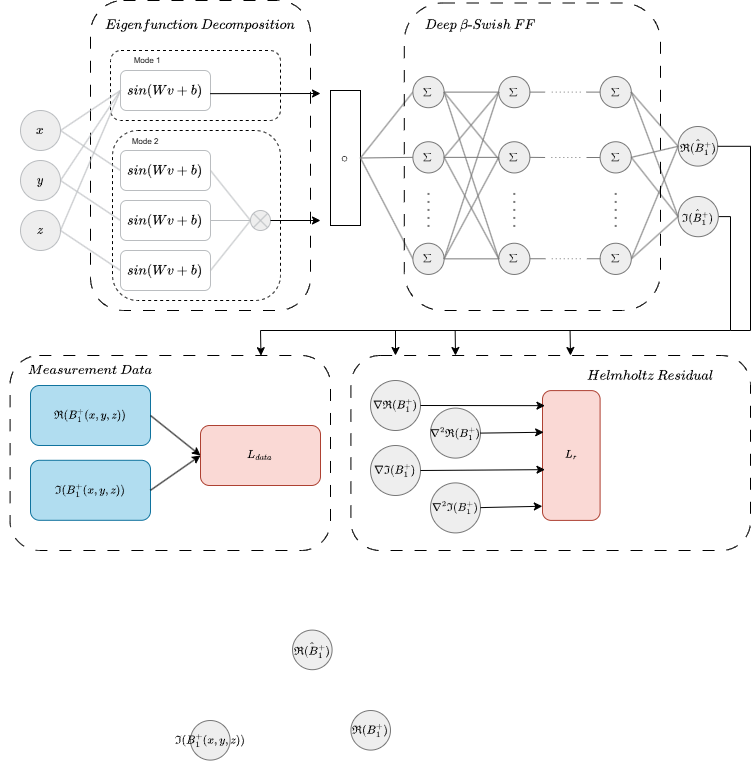 Eigenfunction Decomposition
Deep β-Swish FF
Mode 1
sin(Wv + b)
Mode 2
sin(Wv + b)
sin(Wv + b)
sin(Wv + b)
x
y
z
∘
Σ Σ Σ
Σ Σ Σ
Σ Σ Σ
ℜ(B̂₁⁺)
ℑ(B̂₁⁺)
Measurement Data
ℜ(B₁⁺(x, y, z))
ℑ(B₁⁺(x, y, z))
L_data
Helmholtz Residual
∇ℜ(B₁⁺)
∇²ℜ(B₁⁺)
∇ℑ(B₁⁺)
∇²ℑ(B₁⁺)
L_r
ℜ(B̂₁⁺)
ℑ(B₁⁺(x, y, z))
ℜ(B₁⁺)